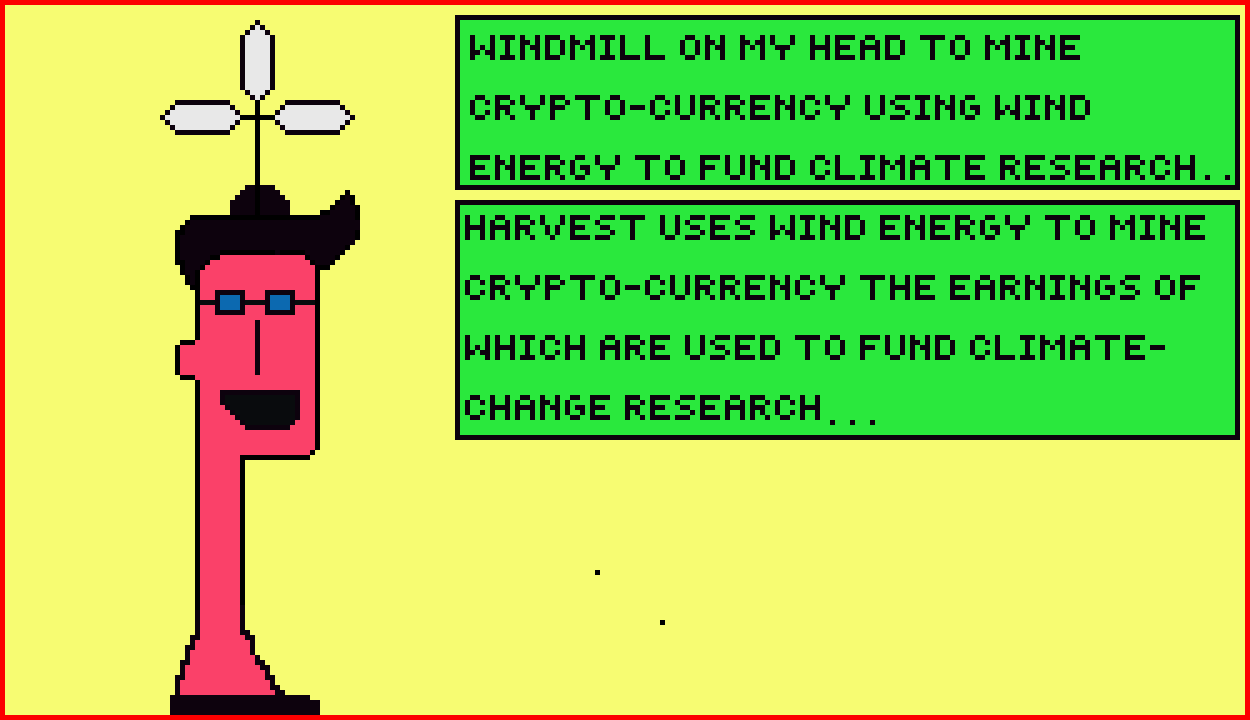 WINDMILL ON MY HEAD TO MINE
CRYPTO-CURRENCY USING WIND
ENERGY TO FUND CLIMATE RESEARCH..
HARVEST USES WIND ENERGY TO MINE
CRYPTO-CURRENCY THE EARNINGS OF
WHICH ARE USED TO FUND CLIMATE-
CHANGE RESEARCH...